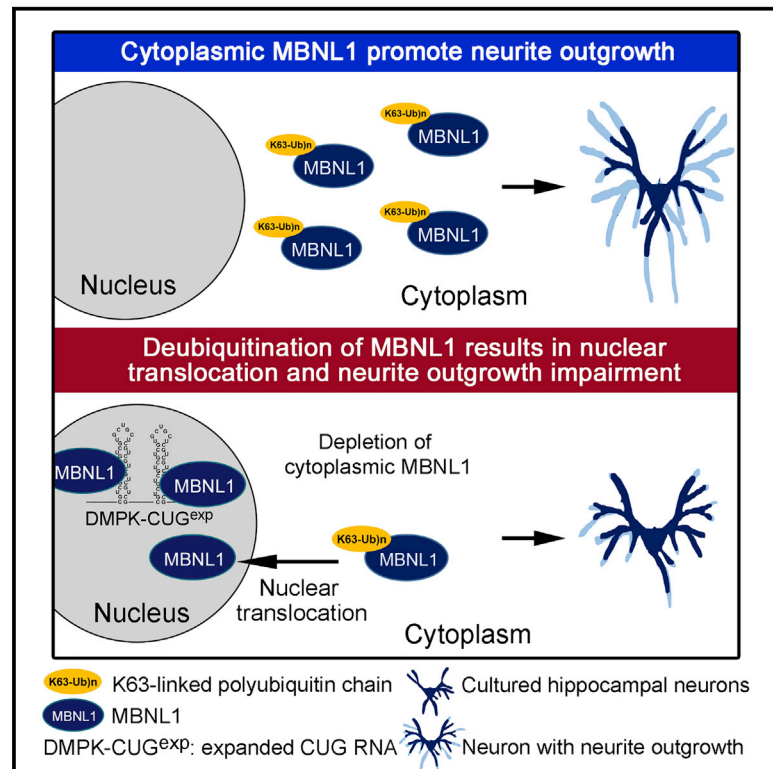 Cytoplasmic MBNL1 promote neurite outgrowth
K63-Ub)n
MBNL1
K63-Ub)n
MBNL1
K63-Ub)n
MBNL1
K63-Ub)n
MBNL1
Nucleus
Cytoplasm
Deubiquitination of MBNL1 results in nuclear
translocation and neurite outgrowth impairment
Depletion of
cytoplasmic MBNL1
MBNL1
MBNL1
DMPK-CUGexp
MBNL1
K63-Ub)n
MBNL1
Nuclear
translocation
Nucleus
Cytoplasm
K63-Ub)n K63-linked polyubiquitin chain
Cultured hippocampal neurons
MBNL1 MBNL1
DMPK-CUGexp: expanded CUG RNA
Neuron with neurite outgrowth